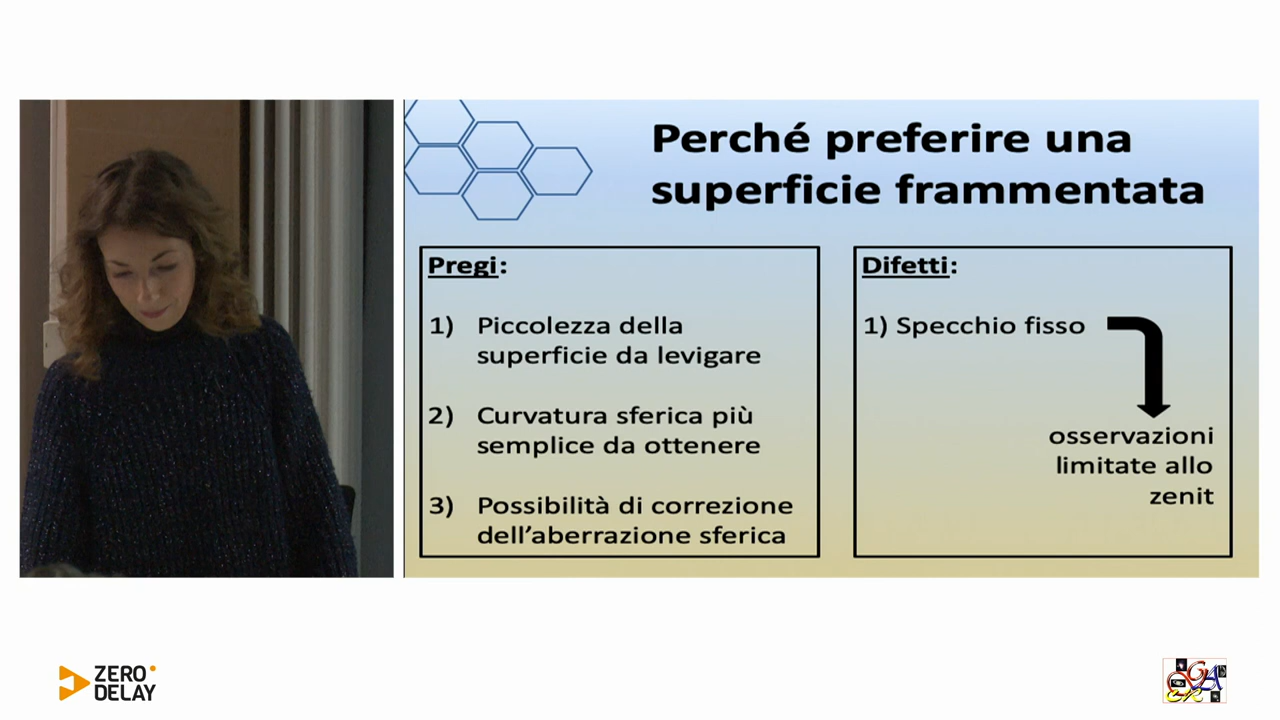 Perché preferire una
superficie frammentata
Pregi:
1) Piccolezza della
superficie da levigare
2) Curvatura sferica più
semplice da ottenere
3) Possibilità di correzione
dell’aberrazione sferica
Difetti:
1) Specchio fisso
osservazioni
limitate allo
zenit
ZERO
DELAY